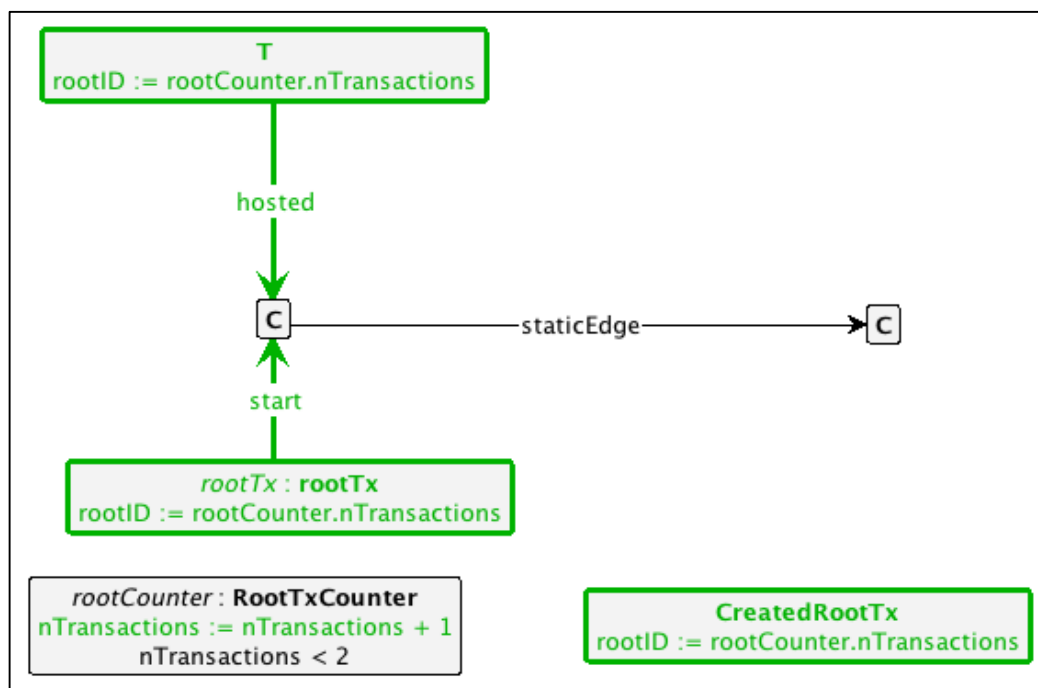 T
rootID := rootCounter.nTransactions
hosted
C
staticEdge
C
start
rootTx : rootTx
rootID := rootCounter.nTransactions
rootCounter : RootTxCounter
nTransactions := nTransactions + 1
nTransactions < 2
CreatedRootTx
rootID := rootCounter.nTransactions